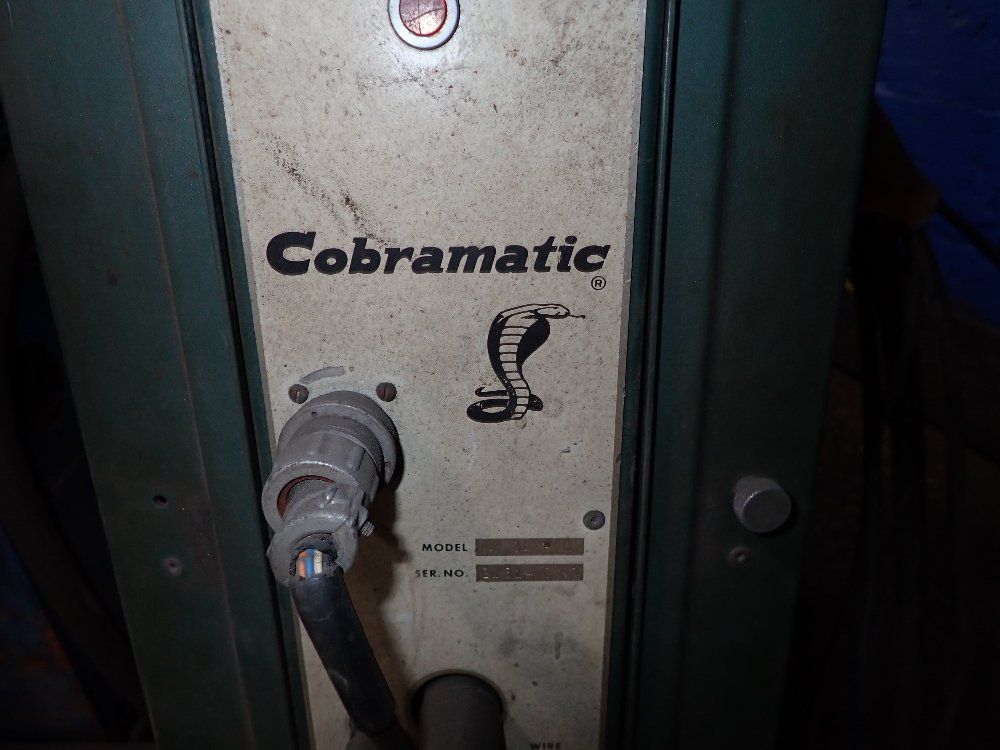 Cobramatic
®
MODEL
SER. NO.
WIRE